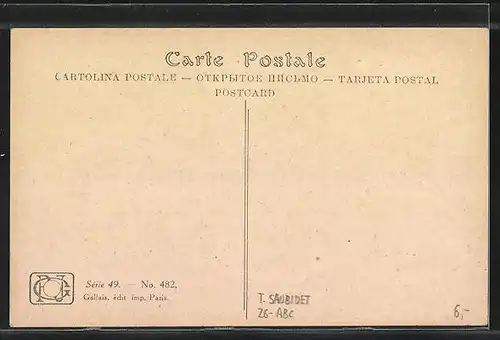 Carte Postale
CARTOLINA POSTALE — ОТКРЫТОЕ ПИСЬМО — TARJETA POSTAL
POSTCARD
Série 49. — No. 482.
Gallais, édit imp. Paris.
T. SAUBIDET
26-ABC
6,-